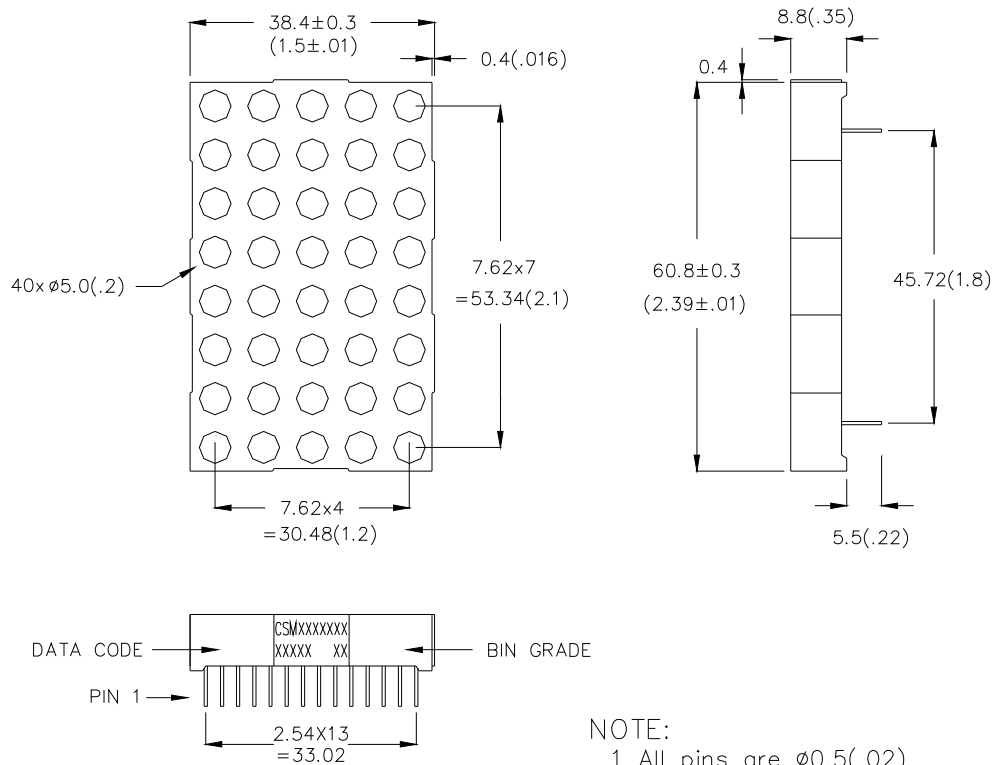 38.4±0.3
(1.5±.01)
0.4(.016)
8.8(.35)
0.4
40xø5.0(.2)
7.62x7
=53.34(2.1)
60.8±0.3
(2.39±.01)
45.72(1.8)
7.62x4
=30.48(1.2)
5.5(.22)
CSMXXXXXXX
XXXXX XX
DATA CODE
BIN GRADE
PIN 1
2.54X13
=33.02
NOTE:
1.All pins are ø0.5(.02)